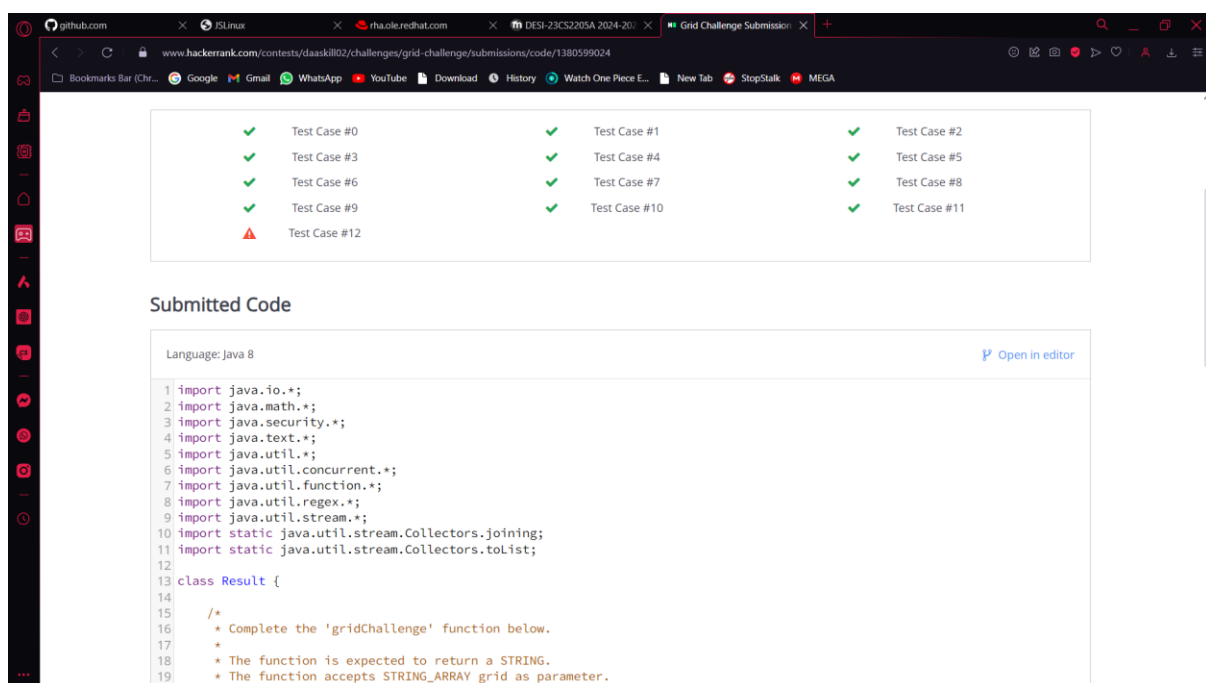 github.com JSLinux rha.ole.redhat.com DESI-23CS2205A 2024-202 Grid Challenge Submission
www.hackerrank.com/contests/daaskill02/challenges/grid-challenge/submissions/code/1380599024
Bookmarks Bar (Chr... Google Gmail WhatsApp YouTube Download History Watch One Piece E... New Tab StopStalk MEGA
Test Case #0 Test Case #1 Test Case #2
Test Case #3 Test Case #4 Test Case #5
Test Case #6 Test Case #7 Test Case #8
Test Case #9 Test Case #10 Test Case #11
Test Case #12
Submitted Code
Language: Java 8 Open in editor
1 import java.io.*;
2 import java.math.*;
3 import java.security.*;
4 import java.text.*;
5 import java.util.*;
6 import java.util.concurrent.*;
7 import java.util.function.*;
8 import java.util.regex.*;
9 import java.util.stream.*;
10 import static java.util.stream.Collectors.joining;
11 import static java.util.stream.Collectors.toList;
12
13 class Result {
14
15 /*
16 * Complete the 'gridChallenge' function below.
17 *
18 * The function is expected to return a STRING.
19 * The function accepts STRING_ARRAY grid as parameter.